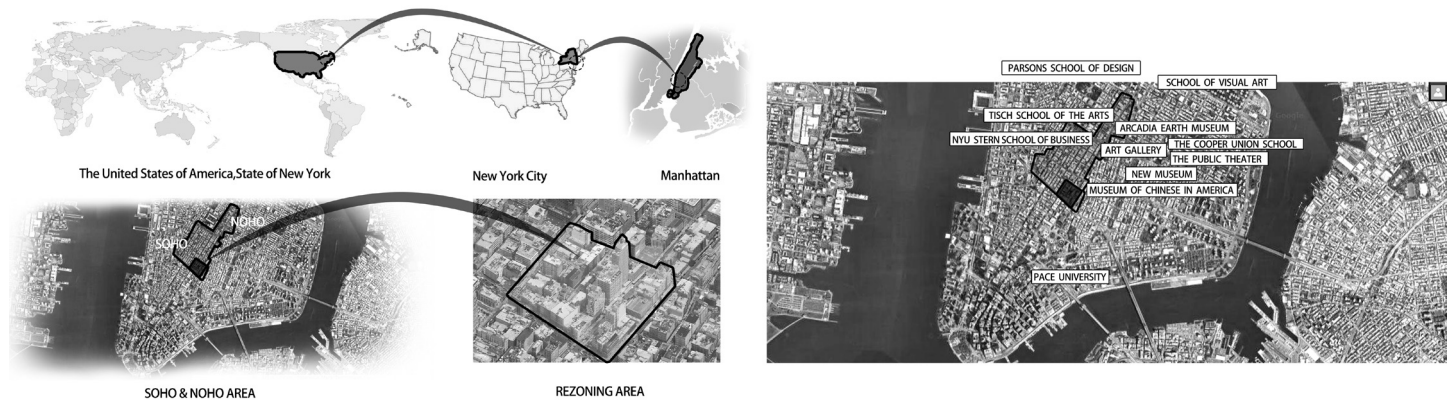 The United States of America,State of New York
New York City
Manhattan
SOHO
NOHO
SOHO & NOHO AREA
REZONING AREA
PARSONS SCHOOL OF DESIGN
SCHOOL OF VISUAL ART
TISCH SCHOOL OF THE ARTS
ARCADIA EARTH MUSEUM
NYU STERN SCHOOL OF BUSINESS
ART GALLERY
THE COOPER UNION SCHOOL
THE PUBLIC THEATER
NEW MUSEUM
MUSEUM OF CHINESE IN AMERICA
PACE UNIVERSITY